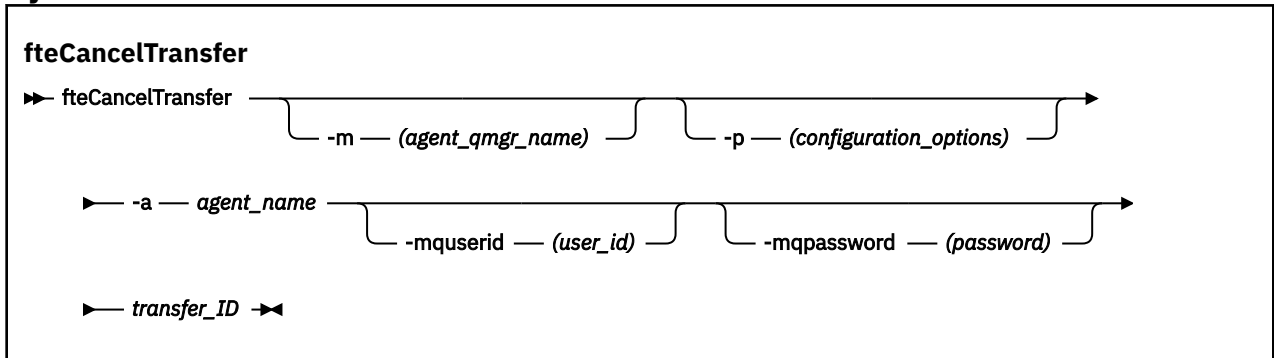 fteCancelTransfer
fteCancelTransfer
-m (agent_qmgr_name) -p (configuration_options)
-a agent_name
-mquserid (user_id) -mqpassword (password)
transfer_ID